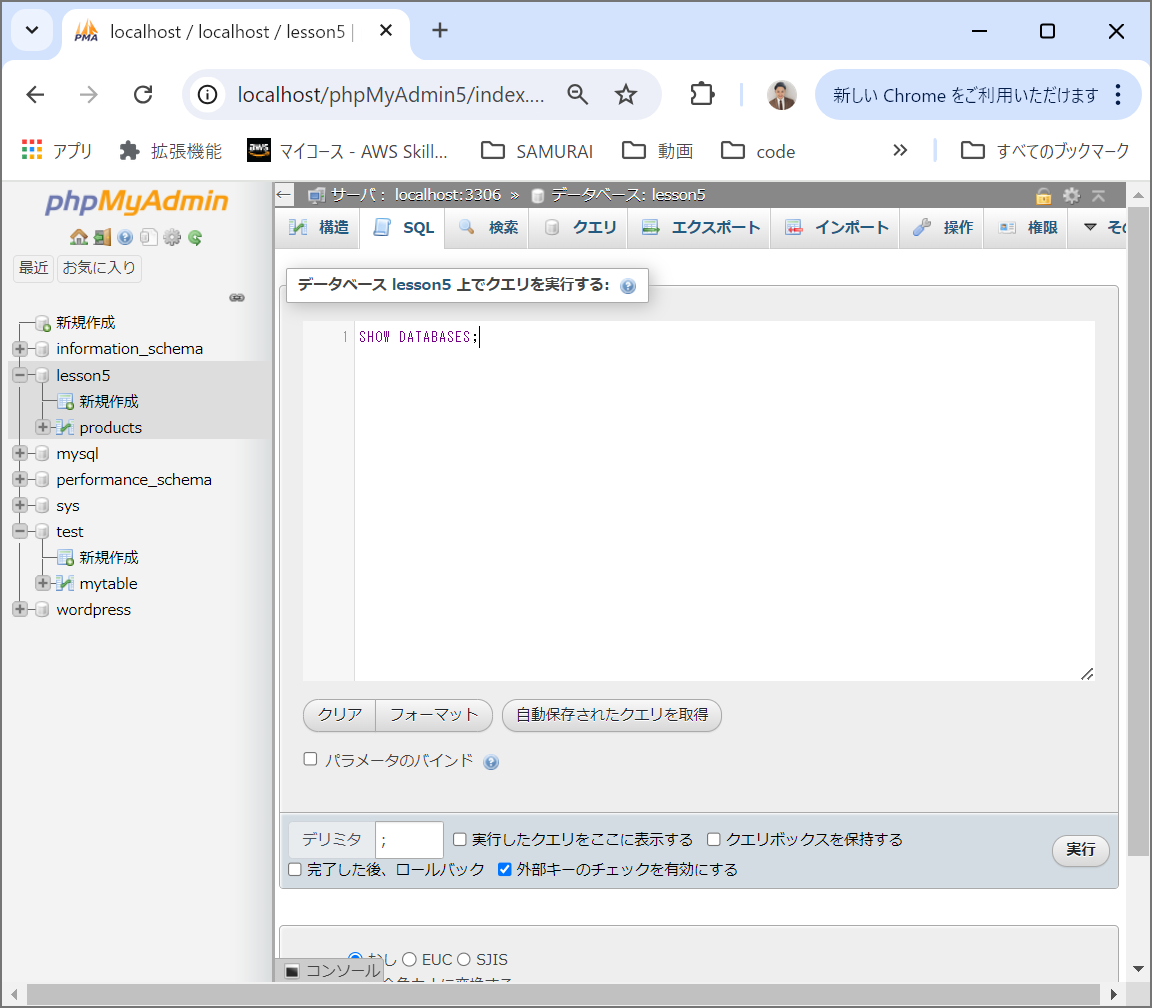 PMA localhost / localhost / lesson5 |
localhost/phpMyAdmin5/index.... 新しい Chrome をご利用いただけます
アプリ 拡張機能 aws マイコース - AWS Skill... SAMURAI 動画 code すべてのブックマーク
phpMyAdmin
最近 お気に入り
新規作成
information_schema
lesson5
新規作成
products
mysql
performance_schema
sys
test
新規作成
mytable
wordpress
サーバ: localhost:3306 » データベース: lesson5
構造 SQL 検索 クエリ エクスポート インポート 操作 権限 そ
データベース lesson5 上でクエリを実行する:
1 SHOW DATABASES;
クリア フォーマット 自動保存されたクエリを取得
パラメータのバインド
デリミタ ; 実行したクエリをここに表示する クエリボックスを保持する
完了した後、ロールバック 外部キーのチェックを有効にする
実行
なし EUC SJIS
コンソール